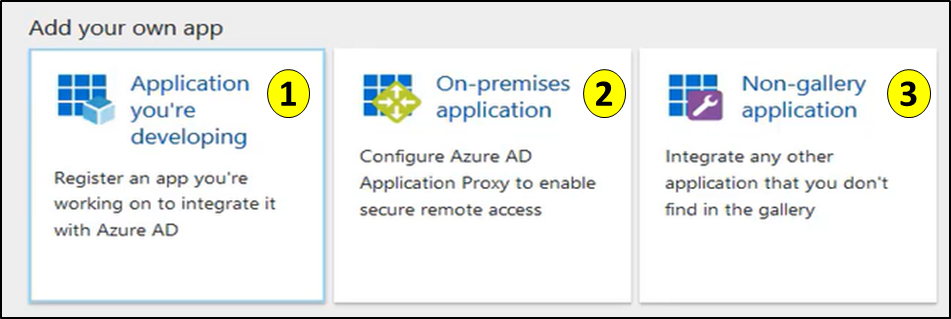 Add your own app
Application
you're
developing
1
Register an app you're
working on to integrate it
with Azure AD
On-premises
application
2
Configure Azure AD
Application Proxy to enable
secure remote access
Non-gallery
application
3
Integrate any other
application that you don't
find in the gallery